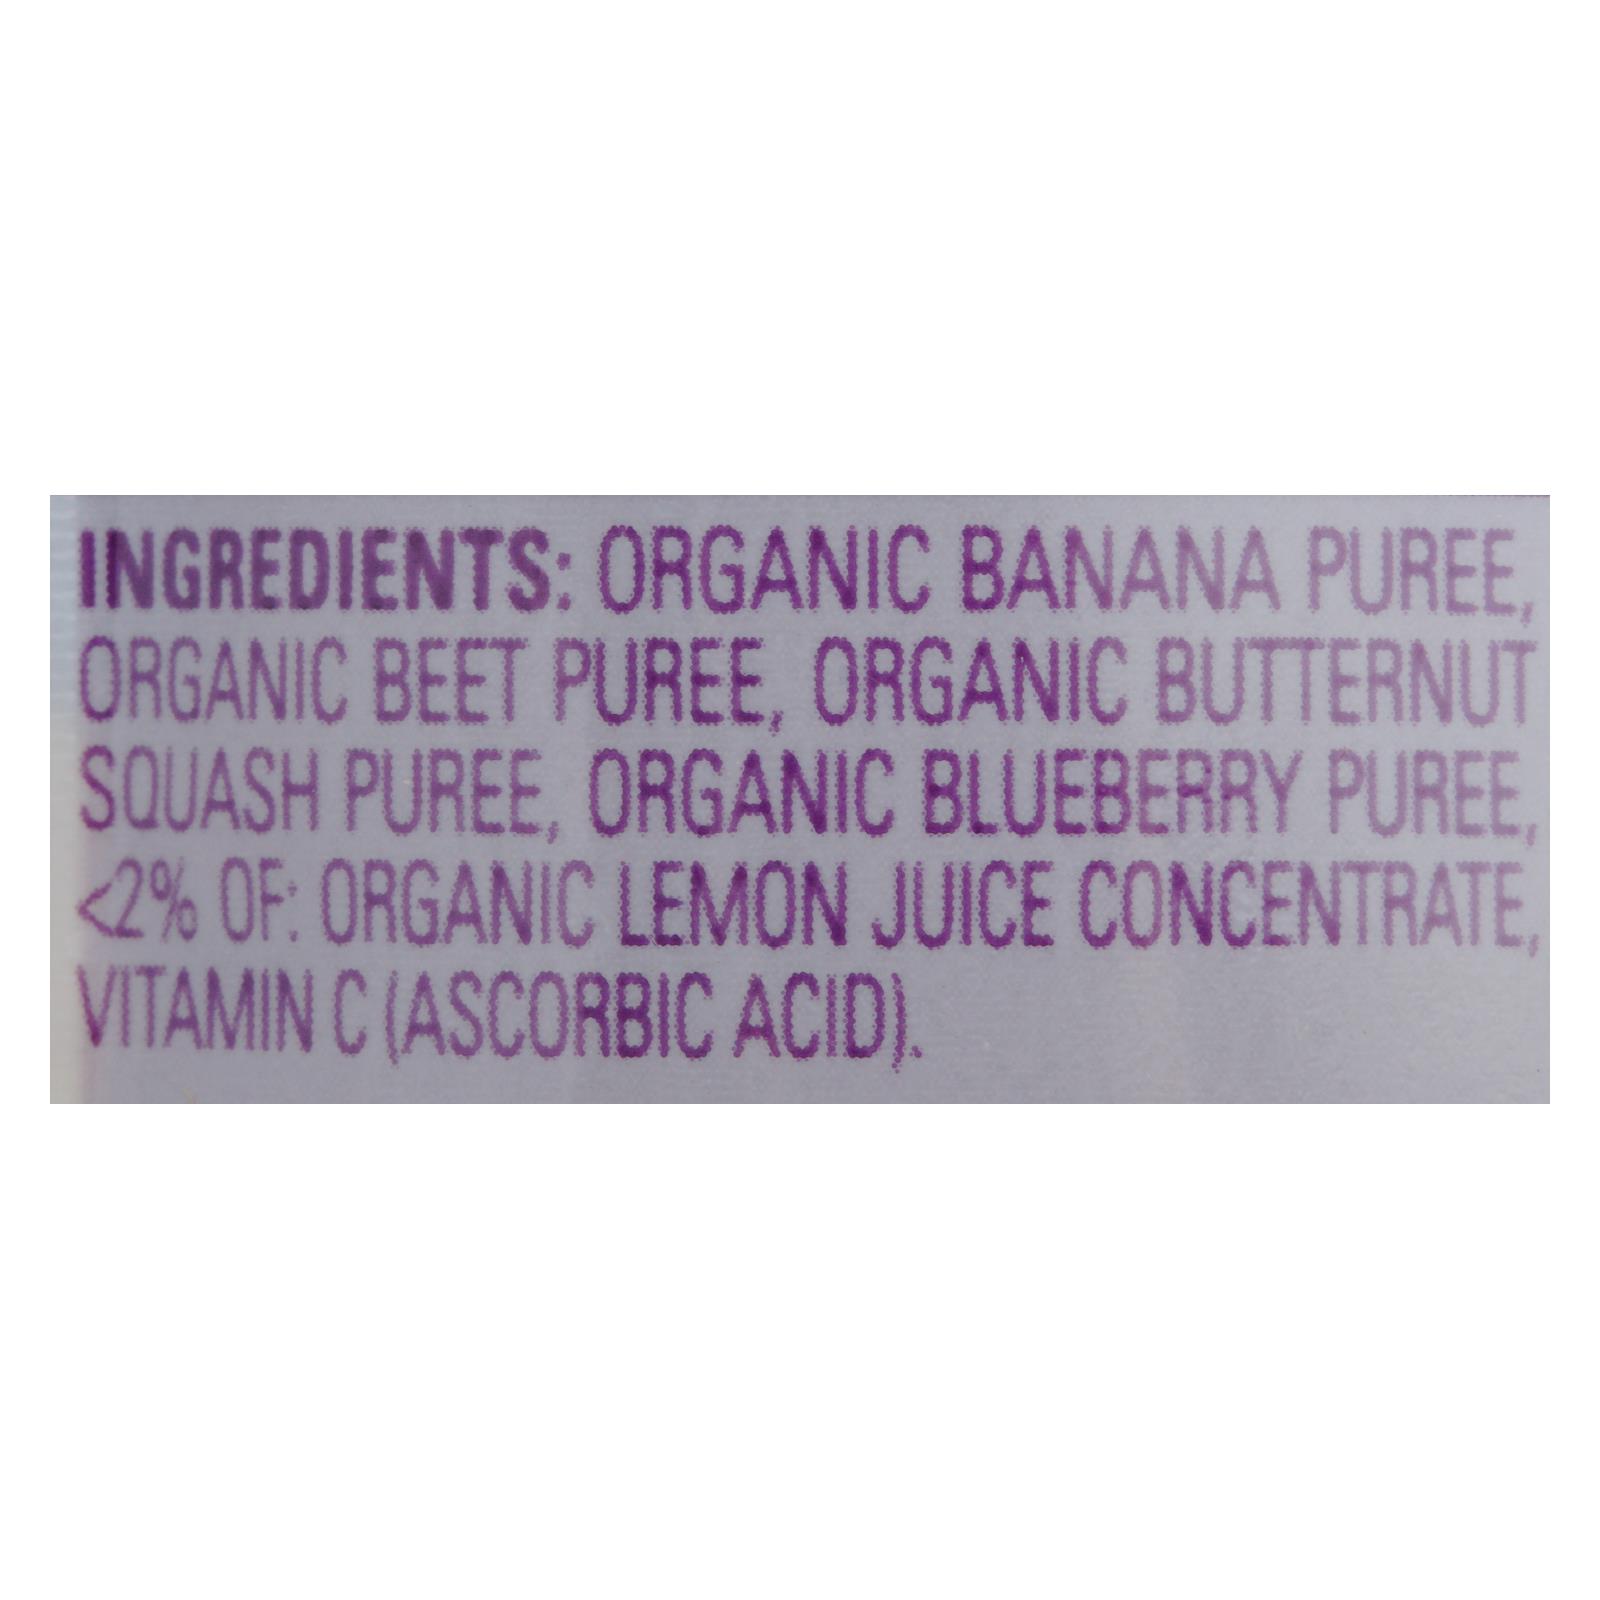 INGREDIENTS: ORGANIC BANANA PUREE,
ORGANIC BEET PUREE, ORGANIC BUTTERNUT
SQUASH PUREE, ORGANIC BLUEBERRY PUREE,
<2% OF: ORGANIC LEMON JUICE CONCENTRATE,
VITAMIN C (ASCORBIC ACID).